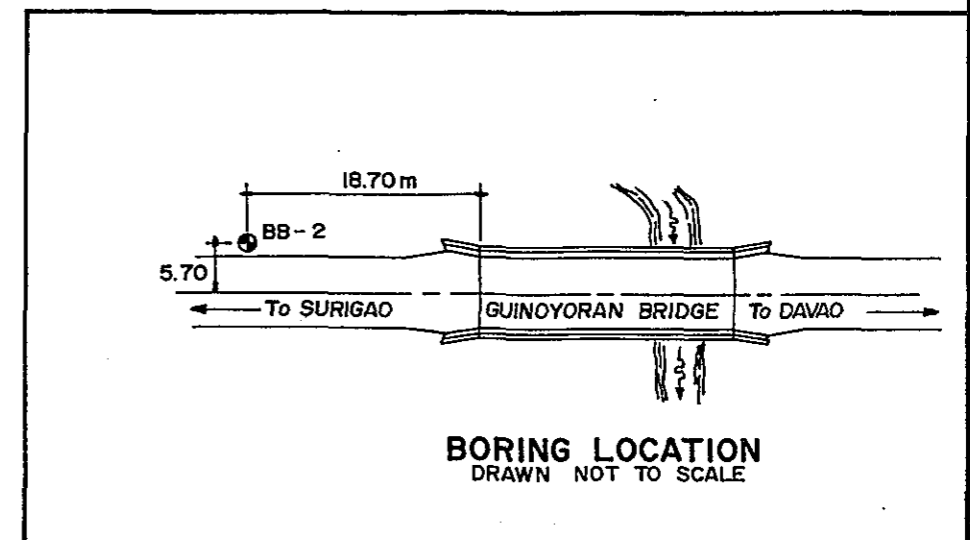 18.70 m
BB-2
5.70
To SURIGAO
GUINOYORAN BRIDGE
To DAVAO
BORING LOCATION
DRAWN NOT TO SCALE